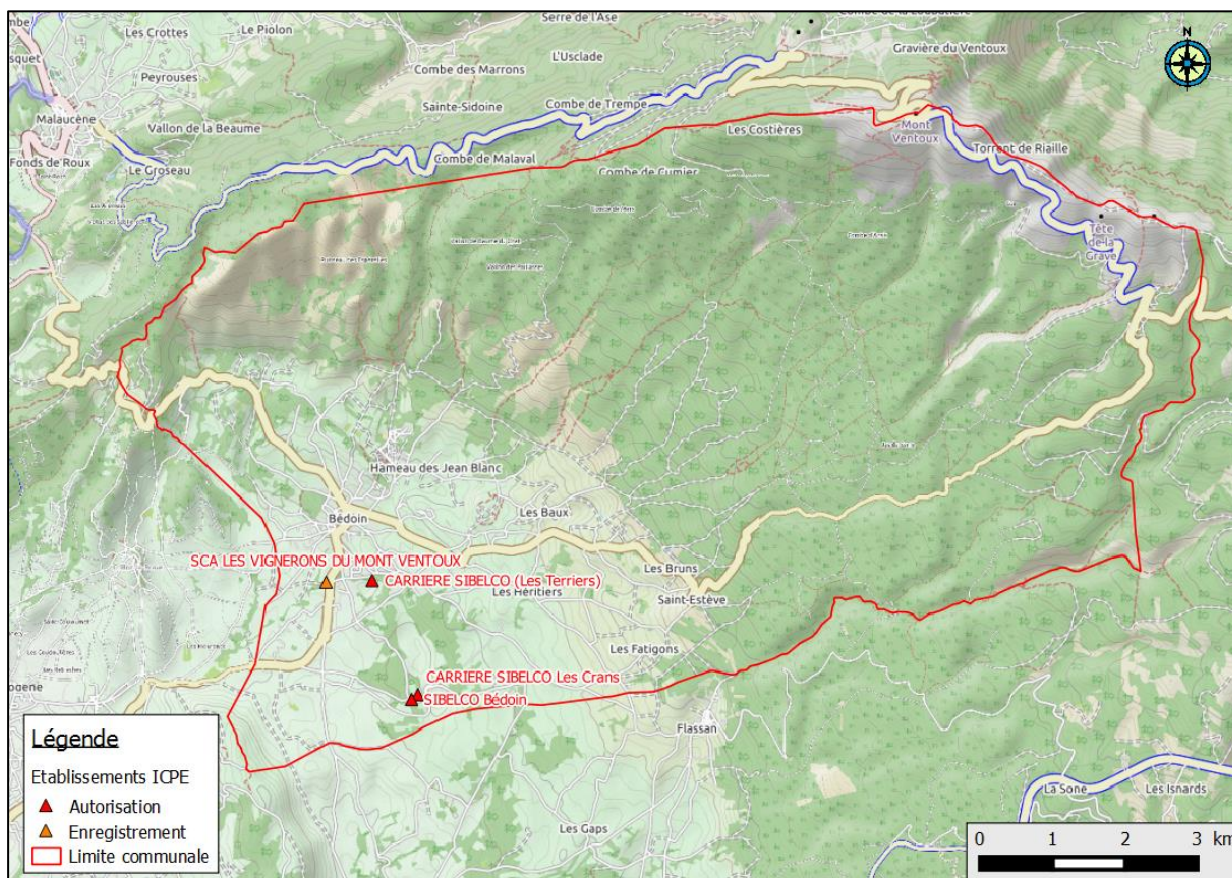 Serre de l'Ase
Combe de la Loubatière
Les Crottes
Le Piolon
N
Gravière du Ventoux
L'Usclade
Peyrouses
Combe des Marrons
Sainte-Sidoine
Combe de Trempe
Malaucène
Vallon de la Beaume
Les Costières
Mont
Ventoux
Torrent de Riaille
Fonds de Roux
Le Groseau
Combe de Malaval
Combe de Curnier
Tête
de la
Grave
Hameau des Jean Blanc
Bédoin
Les Baux
SCA LES VIGNERONS DU MONT VENTOUX
CARRIERE SIBELCO (Les Terriers)
Les Héritiers
Les Bruns
Saint-Estève
Les Fatigons
CARRIERE SIBELCO Les Crans
SIBELCO Bédoin
Flassan
Légende
Etablissements ICPE
Autorisation
Enregistrement
Limite communale
La Sone
Les Isnards
Les Gaps
0 1 2 3 km